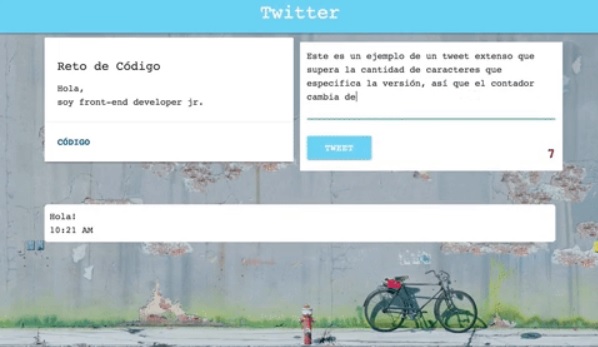 Twitter
Reto de Código
Hola,
soy front-end developer jr.
CÓDIGO
Este es un ejemplo de un tweet extenso que
supera la cantidad de caracteres que
especifica la versión, así que el contador
cambia de
TWEET
7
Hola!
10:21 AM